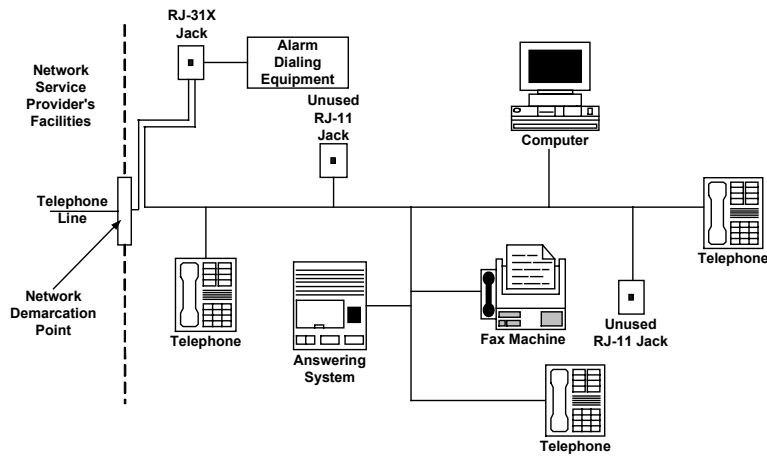 RJ-31X
Jack
Alarm
Dialing
Equipment
Network
Service
Provider's
Facilities
Unused
RJ-11
Jack
Computer
Telephone
Line
Telephone
Network
Demarcation
Point
Telephone
Answering
System
Fax Machine
Unused
RJ-11 Jack
Telephone